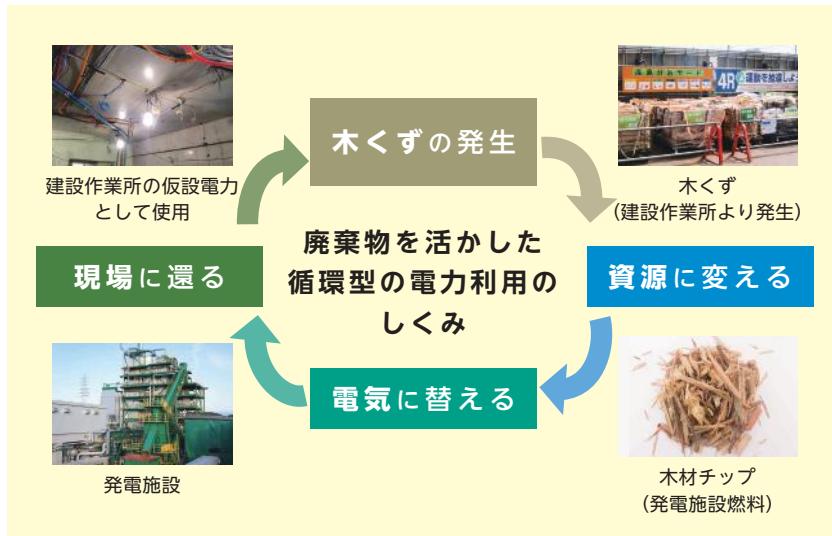 木くずの発生
4R
建設作業所の仮設電力
として使用
木くず
（建設作業所より発生）
廃棄物を活かした
循環型の電力利用の
しくみ
現場に還る
資源に変える
電気に替える
発電施設
木材チップ
（発電施設燃料）